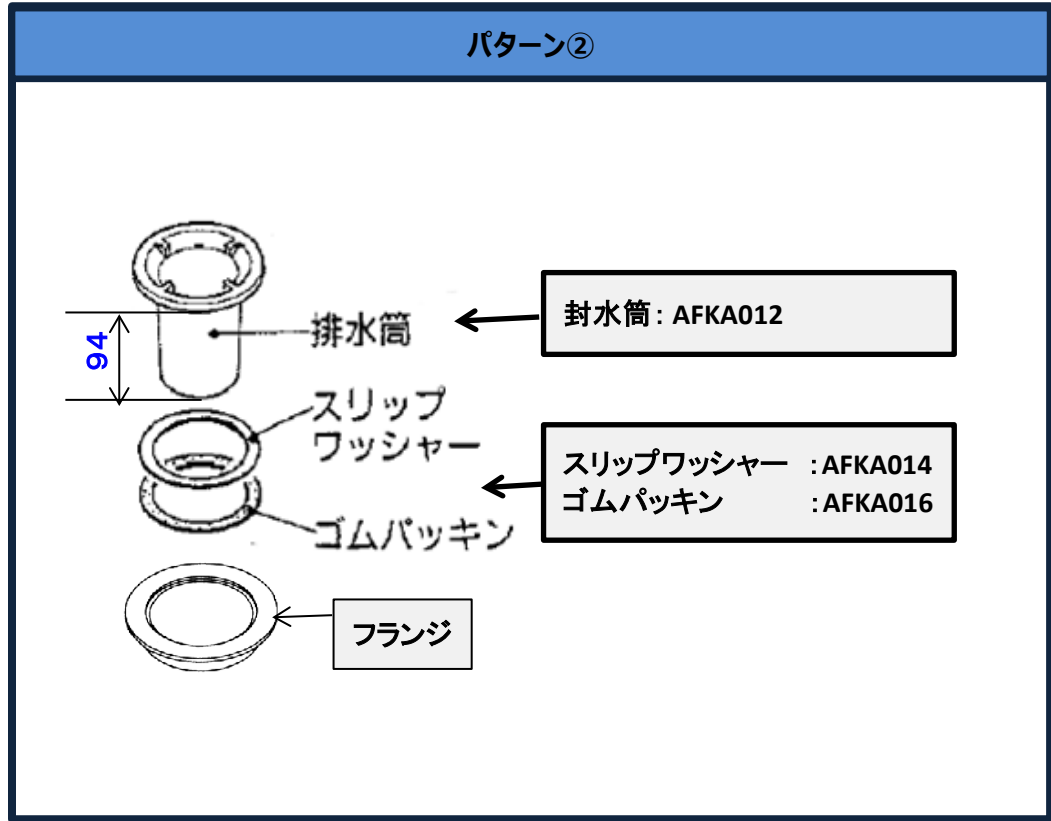 パターン②
94
排水筒
封水筒: AFKA012
スリップ
ワッシャー
ゴムパッキン
スリップワッシャー :AFKA014
ゴムパッキン :AFKA016
フランジ